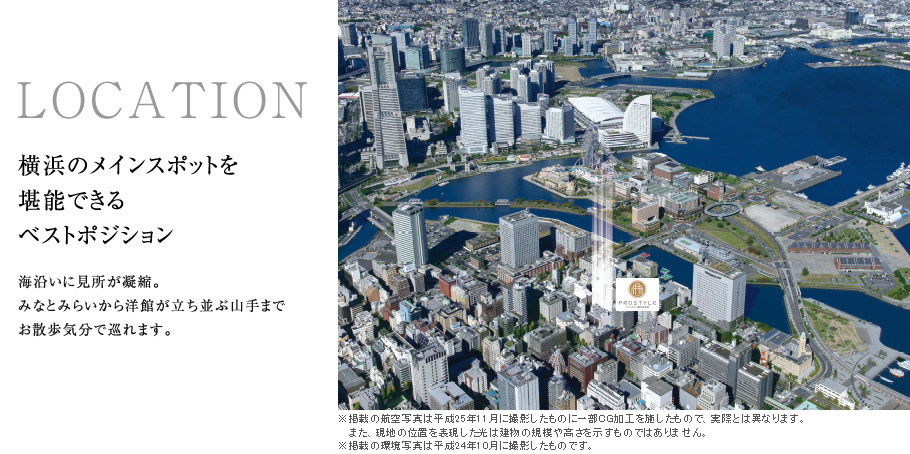 LOCATION
横浜のメインスポットを
堪能できる
ベストポジション
海沿いに見所が凝縮。
みなとみらいから洋館が立ち並ぶ山手まで
お散歩気分で巡れます。
PROSTYLE
※掲載の航空写真は平成25年11月に撮影したものに一部CG加工を施したもので、実際とは異なります。
また、現地の位置を表現した光は建物の規模や高さを示すものではありません。
※掲載の環境写真は平成24年10月に撮影したものです。